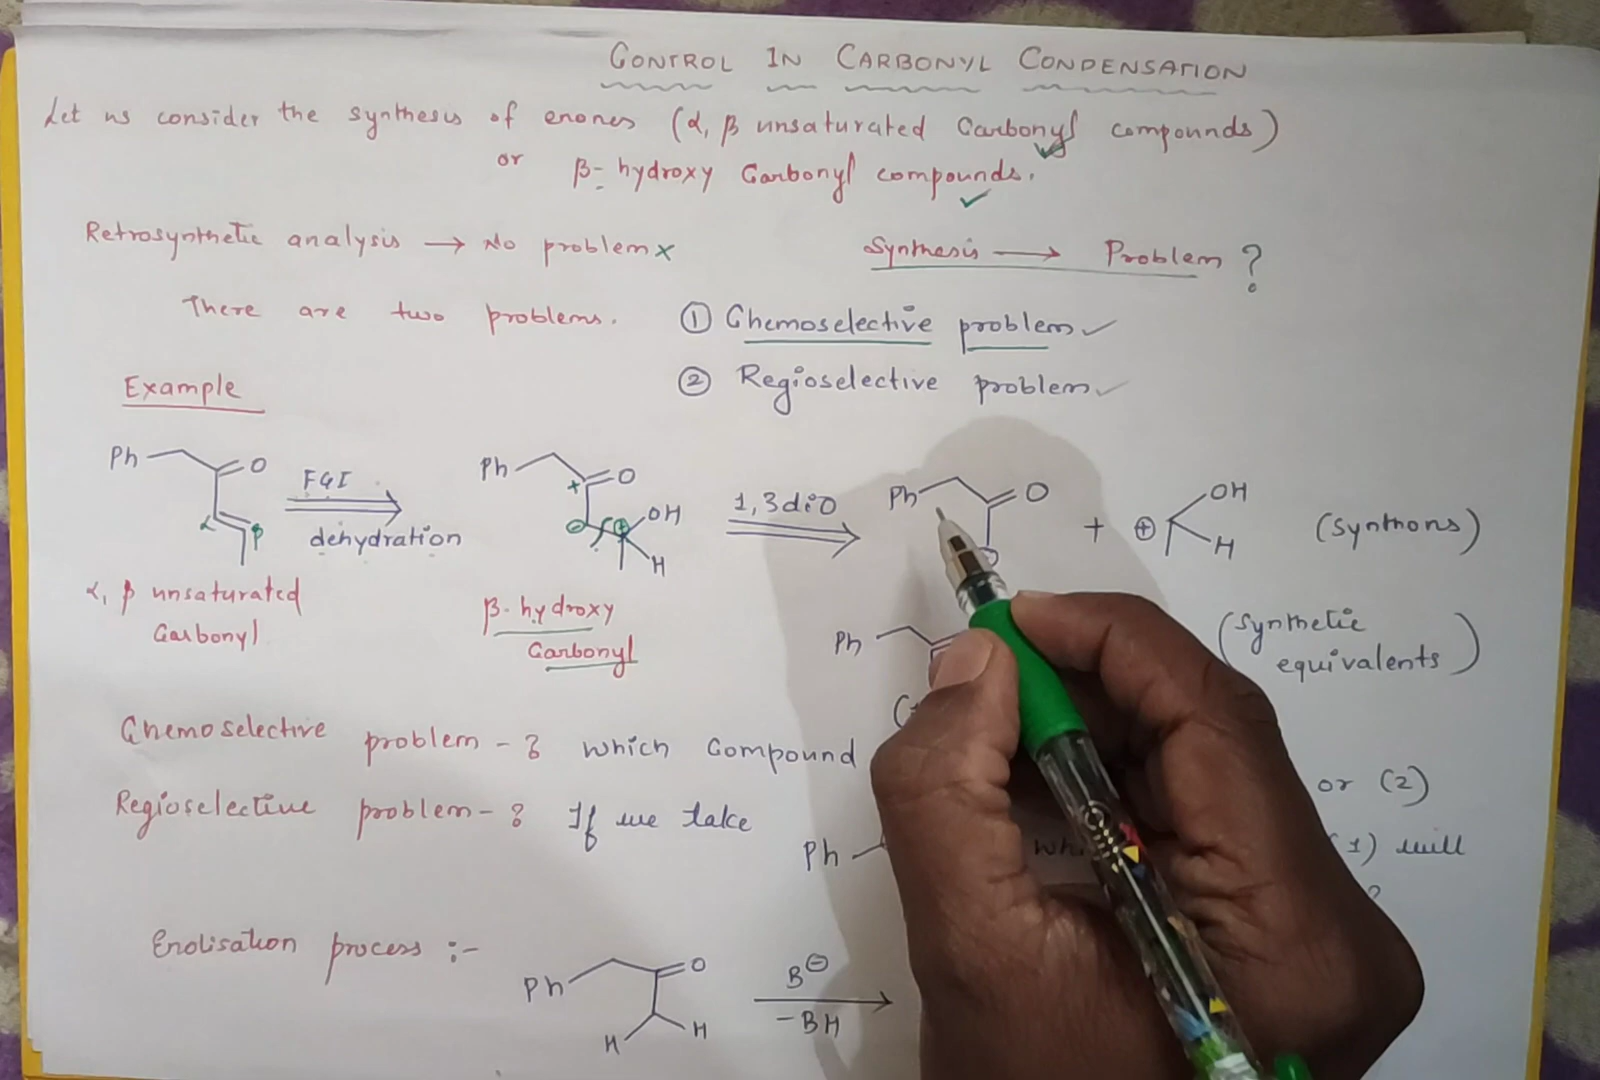 CONTROL IN CARBONYL CONDENSATION
Let us consider the synthesis of enones (α, β unsaturated Carbonyl compounds)
or β- hydroxy Carbonyl compounds.
Retrosynthetic analysis → No problem x Synthesis → Problem ?
There are two problems. ① Chemoselective problem ✓
② Regioselective problem ✓
Example
Ph O FGI Ph O OH 1,3 diO Ph O + ⊕ OH H (Synthons)
α β dehydration + ⊖ ⊕ H
α, β unsaturated Carbonyl
β- hydroxy Carbonyl
Ph (Synthetic equivalents)
Chemoselective problem - ? which Compound or (2)
Regioselective problem - ? If we take Ph (1) will
?
Enolisation process :- Ph O H H B⊖ -BH